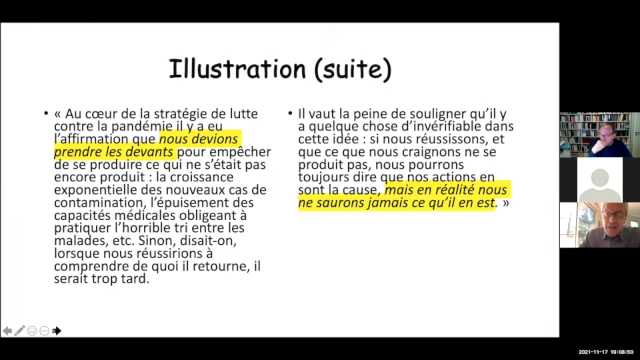 Illustration (suite)
• « Au cœur de la stratégie de lutte
contre la pandémie il y a eu
l'affirmation que nous devions
prendre les devants pour empêcher
de se produire ce qui ne s'était pas
encore produit : la croissance
exponentielle des nouveaux cas de
contamination, l'épuisement des
capacités médicales obligeant à
pratiquer l'horrible tri entre les
malades, etc. Sinon, disait-on,
lorsque nous réussirions à
comprendre de quoi il retourne, il
serait trop tard.
• Il vaut la peine de souligner qu'il y
a quelque chose d'invérifiable dans
cette idée : si nous réussissons, et
que ce que nous craignons ne se
produit pas, nous pourrons
toujours dire que nos actions en
sont la cause, mais en réalité nous
ne saurons jamais ce qu'il en est. »
2021-11-17 19:08:50